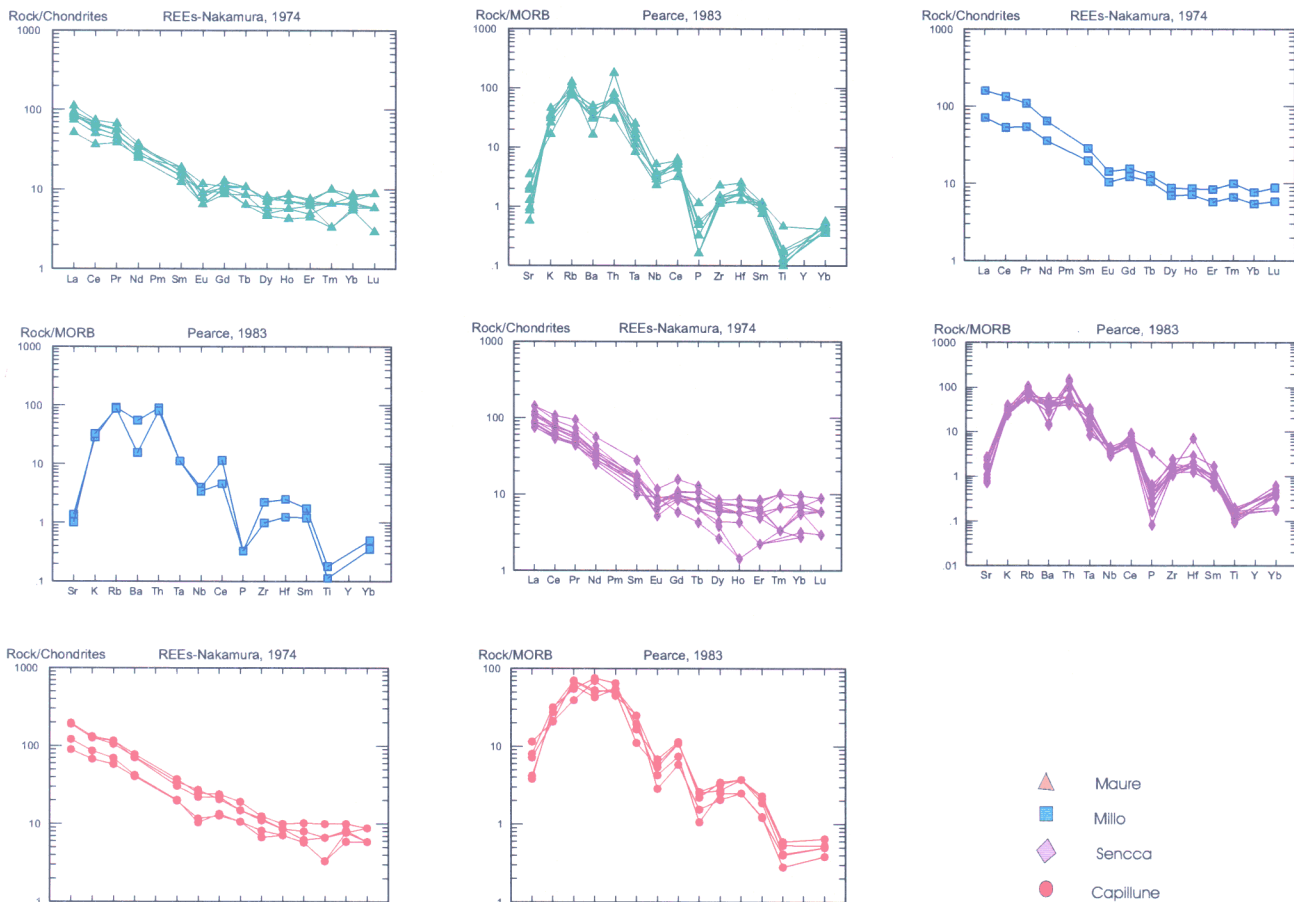 Rock/Chondrites REEs-Nakamura, 1974
1000
100
10
1
La Ce Pr Nd Pm Sm Eu Gd Tb Dy Ho Er Tm Yb Lu
Rock/MORB Pearce, 1983
1000
100
10
1
.1
Sr K Rb Ba Th Ta Nb Ce P Zr Hf Sm Ti Y Yb
Rock/Chondrites REEs-Nakamura, 1974
1000
100
10
1
La Ce Pr Nd Pm Sm Eu Gd Tb Dy Ho Er Tm Yb Lu
Rock/MORB Pearce, 1983
1000
100
10
1
1
Sr K Rb Ba Th Ta Nb Ce P Zr Hf Sm Ti Y Yb
Rock/Chondrites REEs-Nakamura, 1974
1000
100
10
1
La Ce Pr Nd Pm Sm Eu Gd Tb Dy Ho Er Tm Yb Lu
Rock/MORB Pearce, 1983
1000
100
10
1
.1
.01
Sr K Rb Ba Th Ta Nb Ce P Zr Hf Sm Ti Y Yb
Rock/Chondrites REEs-Nakamura, 1974
1000
100
10
1
Rock/MORB Pearce, 1983
100
10
1
1
Maure
Millo
Sencca
Capillune